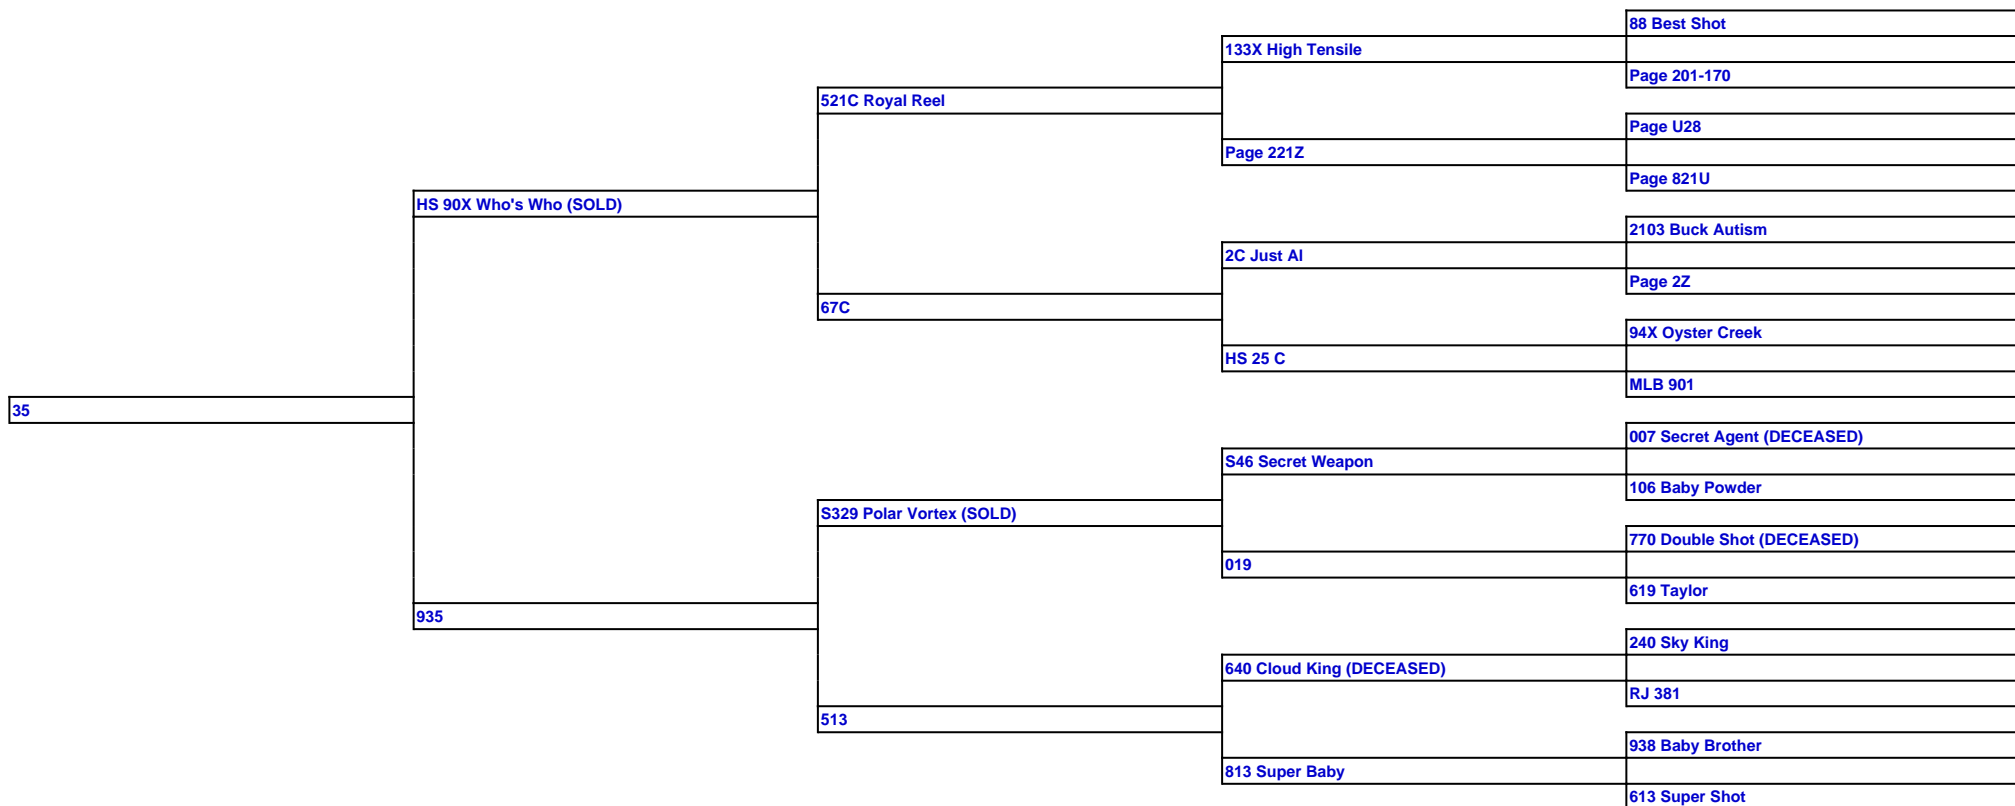 88 Best Shot
133X High Tensile
Page 201-170
521C Royal Reel
Page U28
Page 221Z
Page 821U
HS 90X Who's Who (SOLD)
2103 Buck Autism
2C Just AI
Page 2Z
67C
94X Oyster Creek
HS 25 C
MLB 901
35
007 Secret Agent (DECEASED)
S46 Secret Weapon
106 Baby Powder
S329 Polar Vortex (SOLD)
770 Double Shot (DECEASED)
019
619 Taylor
935
240 Sky King
640 Cloud King (DECEASED)
RJ 381
513
938 Baby Brother
813 Super Baby
613 Super Shot